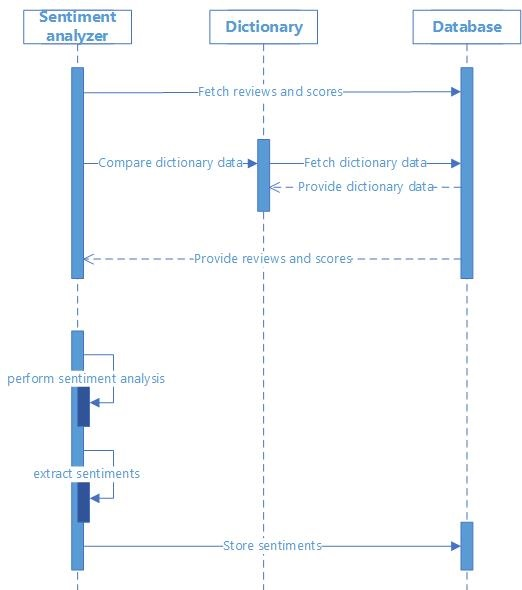 Sentiment
analyzer
Dictionary
Database
Fetch reviews and scores
Compare dictionary data
Fetch dictionary data
Provide dictionary data
Provide reviews and scores
perform sentiment analysis
extract sentiments
Store sentiments